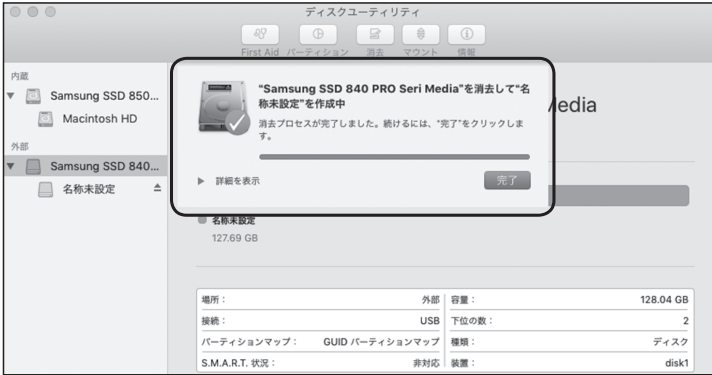 ディスクユーティリティ
First Aid パーティション 消去 マウント 情報
内蔵
Samsung SSD 850...
Macintosh HD
外部
Samsung SSD 840...
名称未設定
"Samsung SSD 840 PRO Seri Media"を消去して"名
称未設定"を作成中
消去プロセスが完了しました。続けるには、"完了"をクリックしま
す。
詳細を表示
完了
Media
名称未設定
127.69 GB
場所： 外部 容量： 128.04 GB
接続： USB 下位の数： 2
パーティションマップ： GUID パーティションマップ 種類： ディスク
S.M.A.R.T. 状況： 非対応 装置： disk1